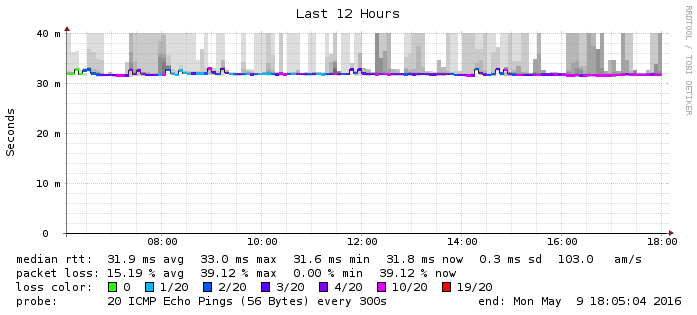 Last 12 Hours
RRDTOOL / TOBI OETIKER
Seconds
40 m
30 m
20 m
10 m
0
08:00 10:00 12:00 14:00 16:00 18:00
median rtt: 31.9 ms avg 33.0 ms max 31.6 ms min 31.8 ms now 0.3 ms sd 103.0 am/s
packet loss: 15.19 % avg 39.12 % max 0.00 % min 39.12 % now
loss color: 0 1/20 2/20 3/20 4/20 10/20 19/20
probe: 20 ICMP Echo Pings (56 Bytes) every 300s end: Mon May 9 18:05:04 2016